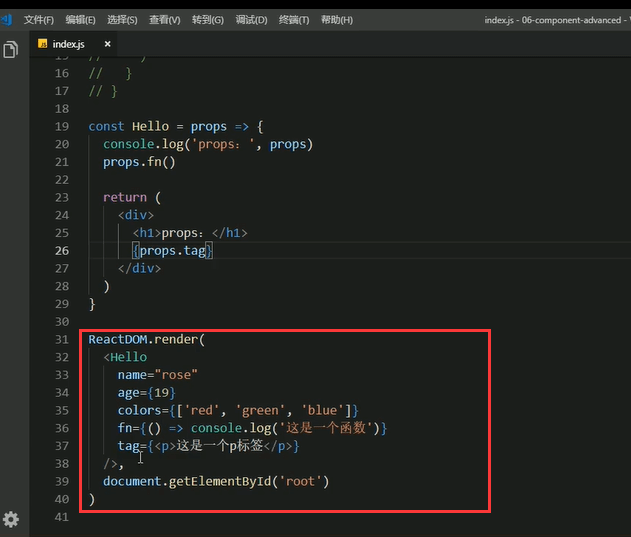 文件(F) 编辑(E) 选择(S) 查看(V) 转到(G) 调试(D) 终端(T) 帮助(H) index.js - 06-component-advanced -
index.js ×
15 // )
16 // }
17 // }
18
19 const Hello = props => {
20 console.log('props：', props)
21 props.fn()
22
23 return (
24 <div>
25 <h1>props：</h1>
26 {props.tag}
27 </div>
28 )
29 }
30
31 ReactDOM.render(
32 <Hello
33 name="rose"
34 age={19}
35 colors={['red', 'green', 'blue']}
36 fn={() => console.log('这是一个函数')}
37 tag={<p>这是一个p标签</p>}
38 />,
39 document.getElementById('root')
40 )
41